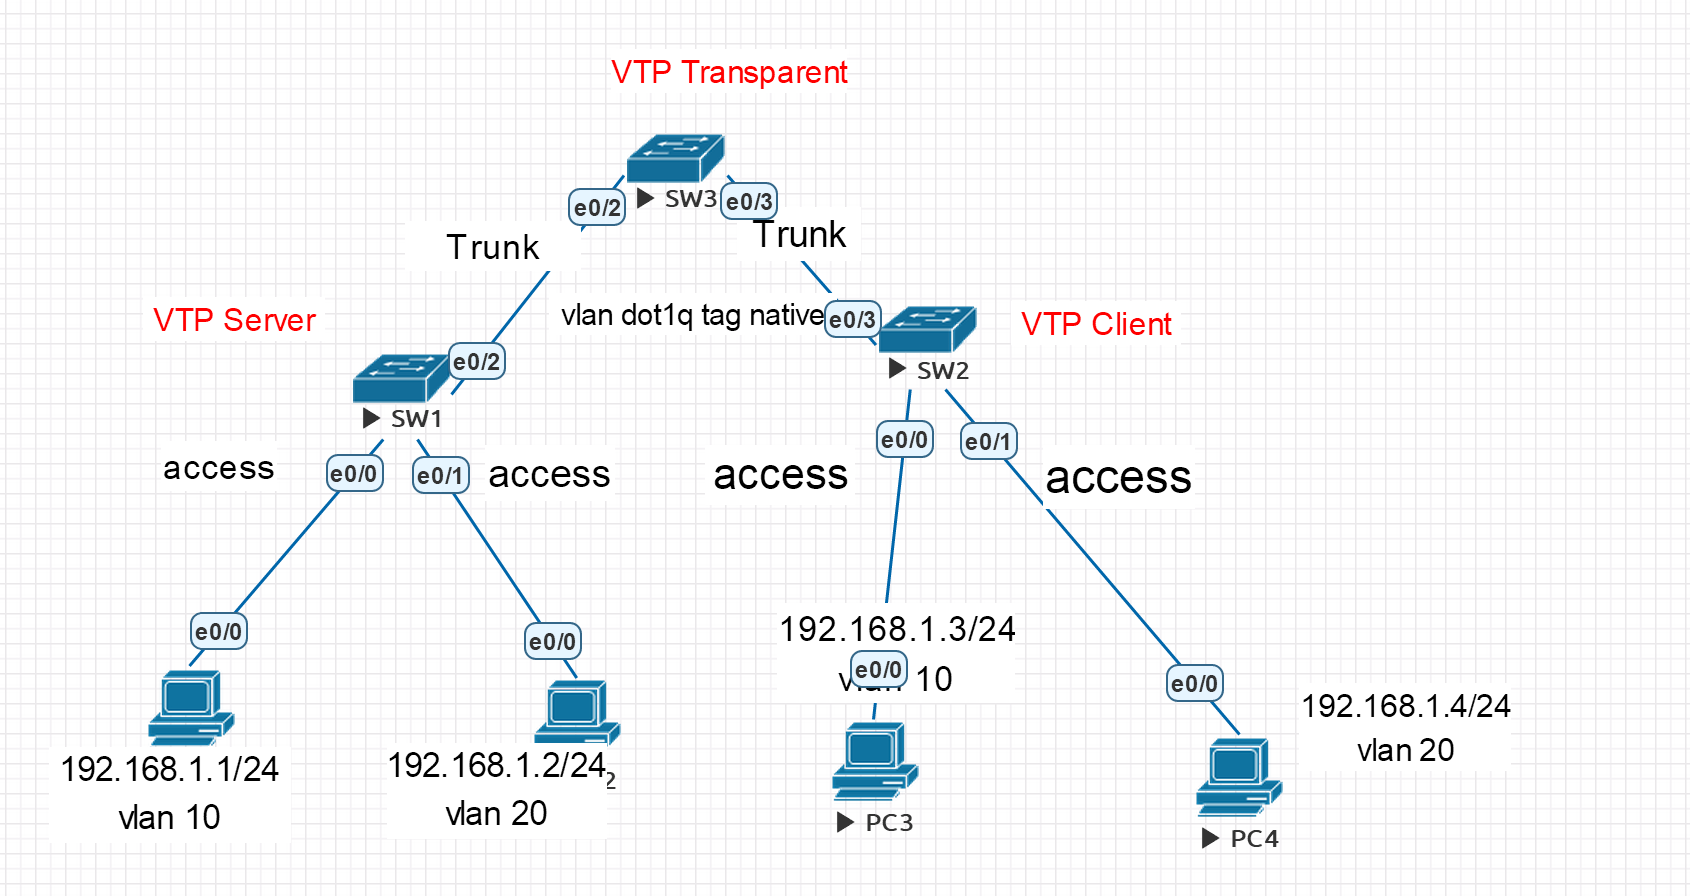 VTP Transparent
SW3
e0/2
e0/3
Trunk
Trunk
VTP Server
vlan dot1q tag native
e0/3
VTP Client
e0/2
SW2
SW1
access
e0/0
e0/1
access
access
e0/0
e0/1
access
e0/0
e0/0
192.168.1.3/24
e0/0
vlan 10
e0/0
192.168.1.4/24
vlan 20
192.168.1.1/24
vlan 10
192.168.1.2/24
2
vlan 20
PC3
PC4